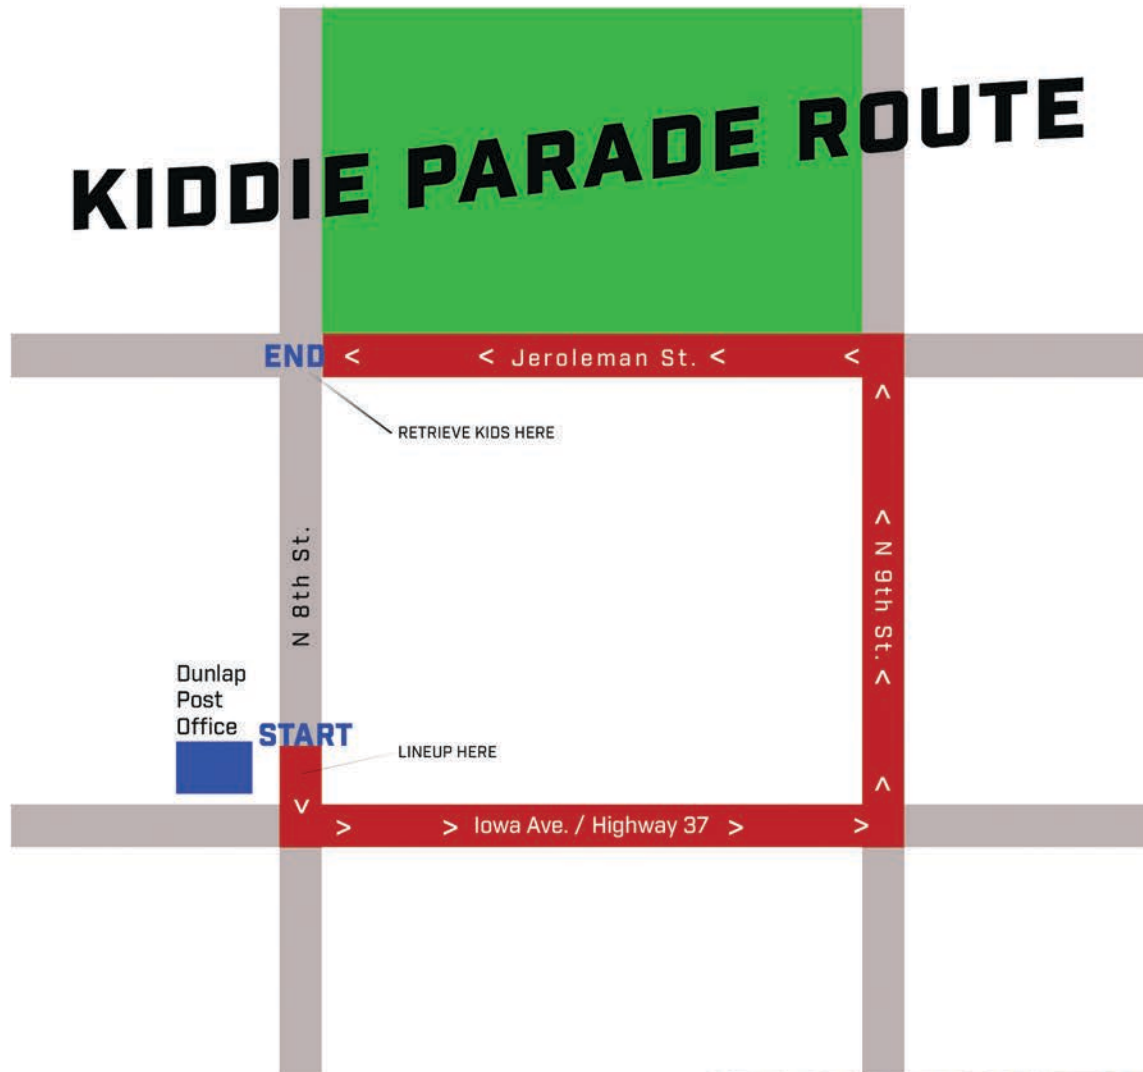 KIDDIE PARADE ROUTE
END < < Jeroleman St. < <
RETRIEVE KIDS HERE
N 8th St.
N 9th St.
Dunlap
Post
Office
START
LINEUP HERE
> > Iowa Ave. / Highway 37 > >